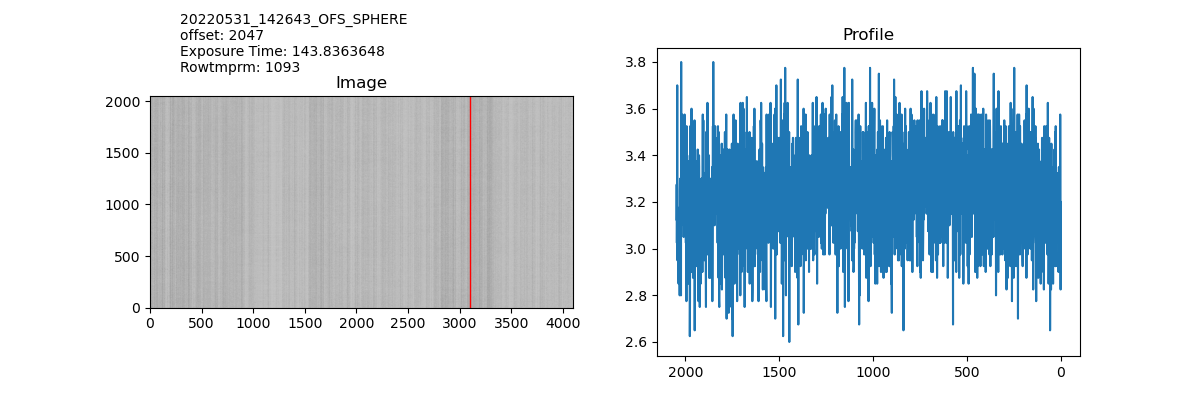 20220531_142643_OFS_SPHERE
offset: 2047
Exposure Time: 143.8363648
Rowtmprm: 1093
Image
2000
1500
1000
500
0
0 500 1000 1500 2000 2500 3000 3500 4000
Profile
3.8
3.6
3.4
3.2
3.0
2.8
2.6
2000 1500 1000 500 0